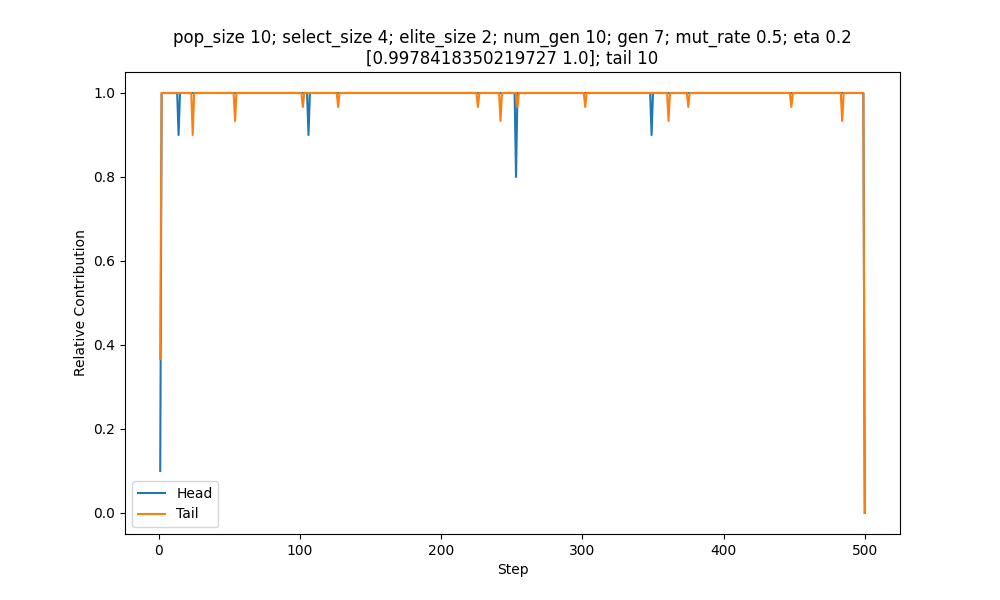 pop_size 10; select_size 4; elite_size 2; num_gen 10; gen 7; mut_rate 0.5; eta 0.2
[0.9978418350219727 1.0]; tail 10
1.0
0.8
0.6
0.4
0.2
0.0
Relative Contribution
Head
Tail
0
100
200
300
400
500
Step